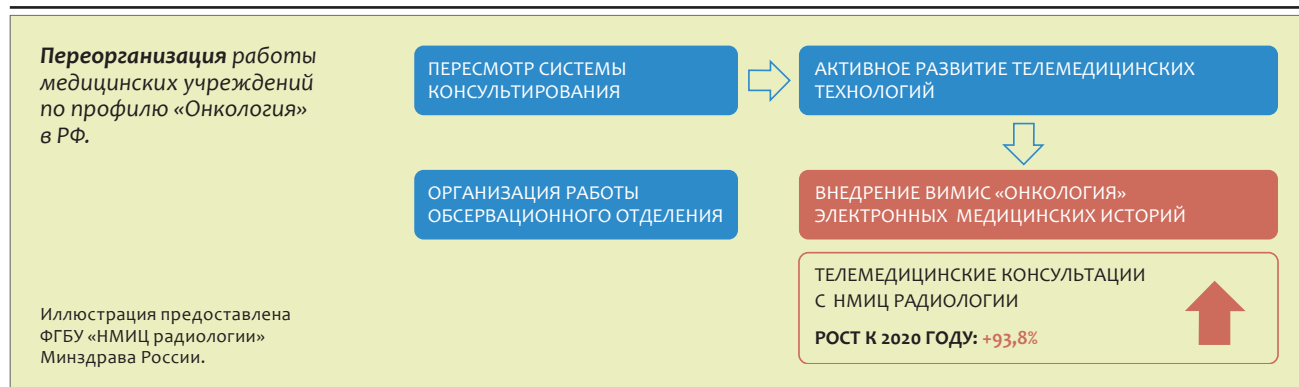 Переорганизация работы
медицинских учреждений
по профилю «Онкология»
в РФ.
ПЕРЕСМОТР СИСТЕМЫ
КОНСУЛЬТИРОВАНИЯ
АКТИВНОЕ РАЗВИТИЕ ТЕЛЕМЕДИЦИНСКИХ
ТЕХНОЛОГИЙ
ОРГАНИЗАЦИЯ РАБОТЫ
ОБСЕРВАЦИОННОГО ОТДЕЛЕНИЯ
ВНЕДРЕНИЕ ВИМИС «ОНКОЛОГИЯ»
ЭЛЕКТРОННЫХ МЕДИЦИНСКИХ ИСТОРИЙ
ТЕЛЕМЕДИЦИНСКИЕ КОНСУЛЬТАЦИИ
С НМИЦ РАДИОЛОГИИ
РОСТ К 2020 ГОДУ: +93,8%
Иллюстрация предоставлена
ФГБУ «НМИЦ радиологии»
Минздрава России.